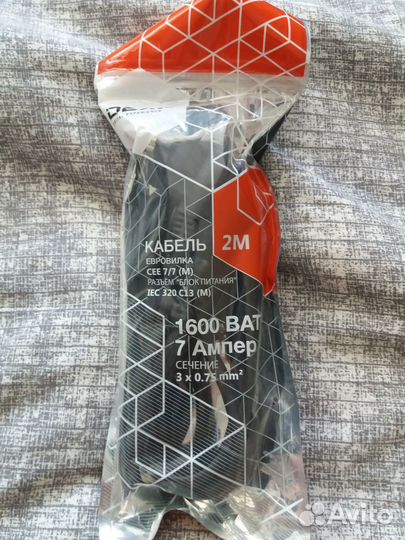 КАБЕЛЬ 2М
ЕВРОВИЛКА
CEE 7/7 (M)
РАЗЪЕМ "БЛОК ПИТАНИЯ"
IEC 320 C13 (M)
1600 ВАТ
7 Ампер
СЕЧЕНИЕ
3 x 0.75 mm²
Avito